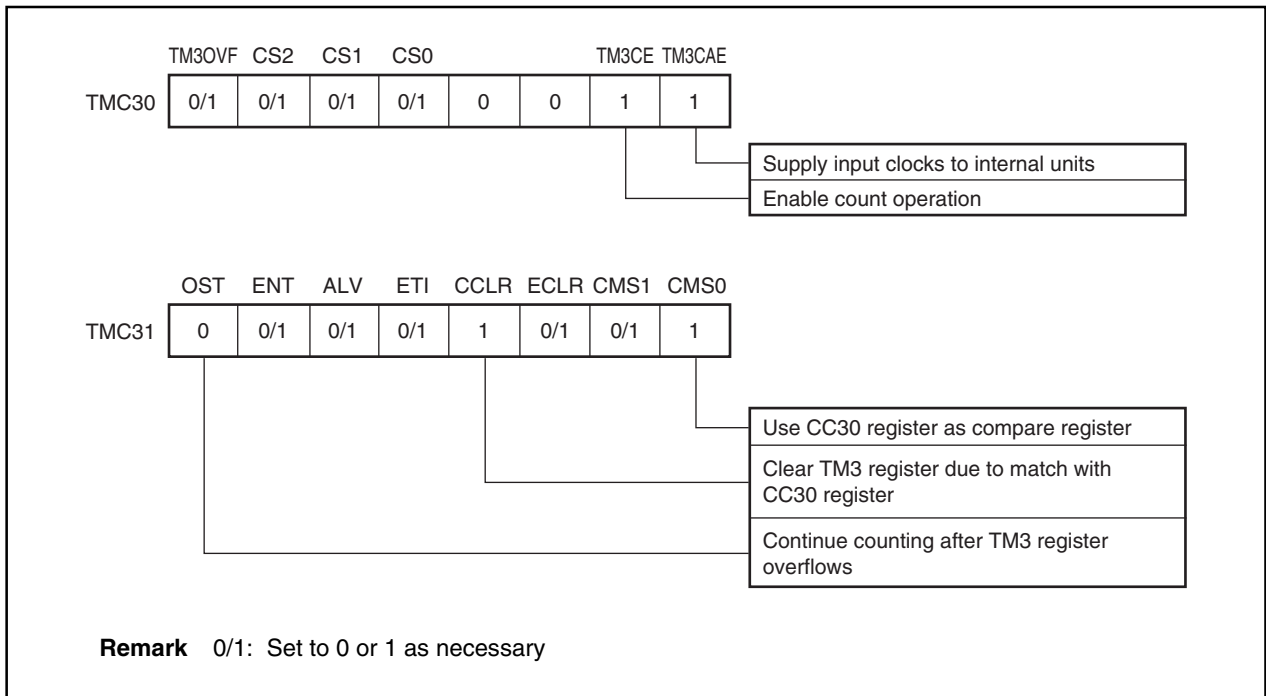 TM3OVF CS2 CS1 CS0 TM3CE TM3CAE
TMC30 0/1 0/1 0/1 0/1 0 0 1 1
Supply input clocks to internal units
Enable count operation
OST ENT ALV ETI CCLR ECLR CMS1 CMS0
TMC31 0 0/1 0/1 0/1 1 0/1 0/1 1
Use CC30 register as compare register
Clear TM3 register due to match with
CC30 register
Continue counting after TM3 register
overflows
Remark 0/1: Set to 0 or 1 as necessary